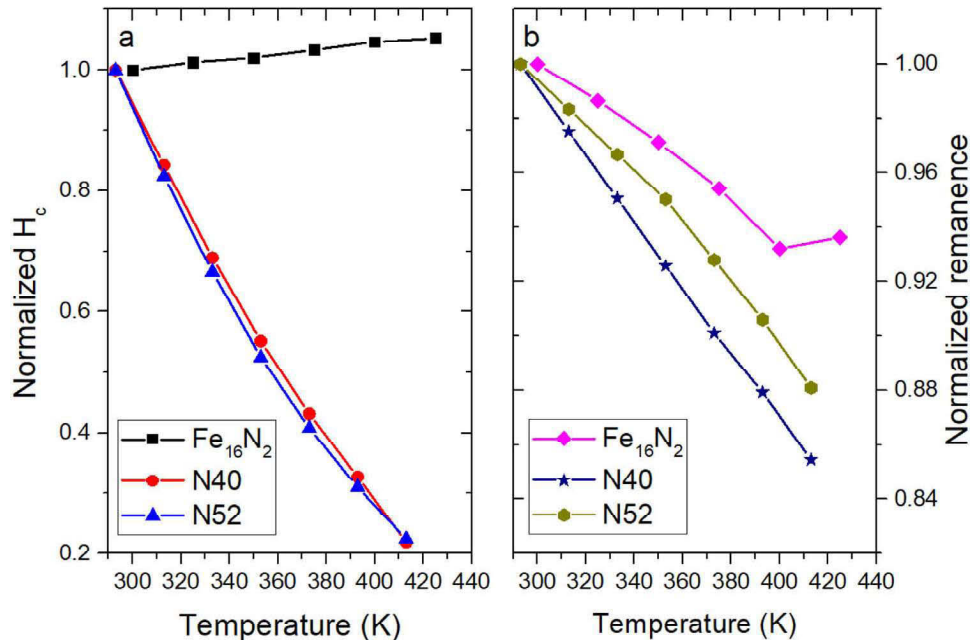 a
Normalized H_c
1.0
0.8
0.6
0.4
0.2
Fe₁₆N₂
N40
N52
300 320 340 360 380 400 420 440
Temperature (K)
b
1.00
0.96
0.92
0.88
0.84
Normalized remanence
Fe₁₆N₂
N40
N52
300 320 340 360 380 400 420 440
Temperature (K)